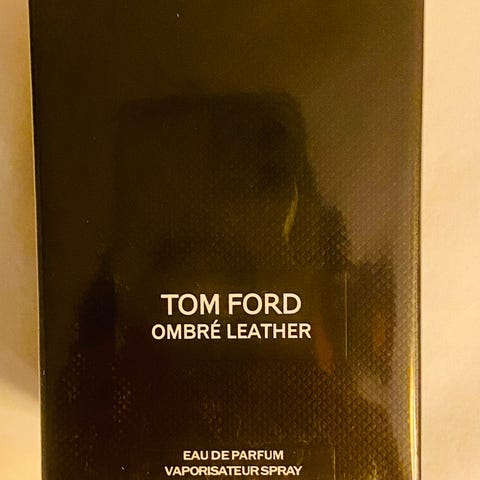 TOM FORD
OMBRÉ LEATHER
EAU DE PARFUM
VAPORISATEUR SPRAY